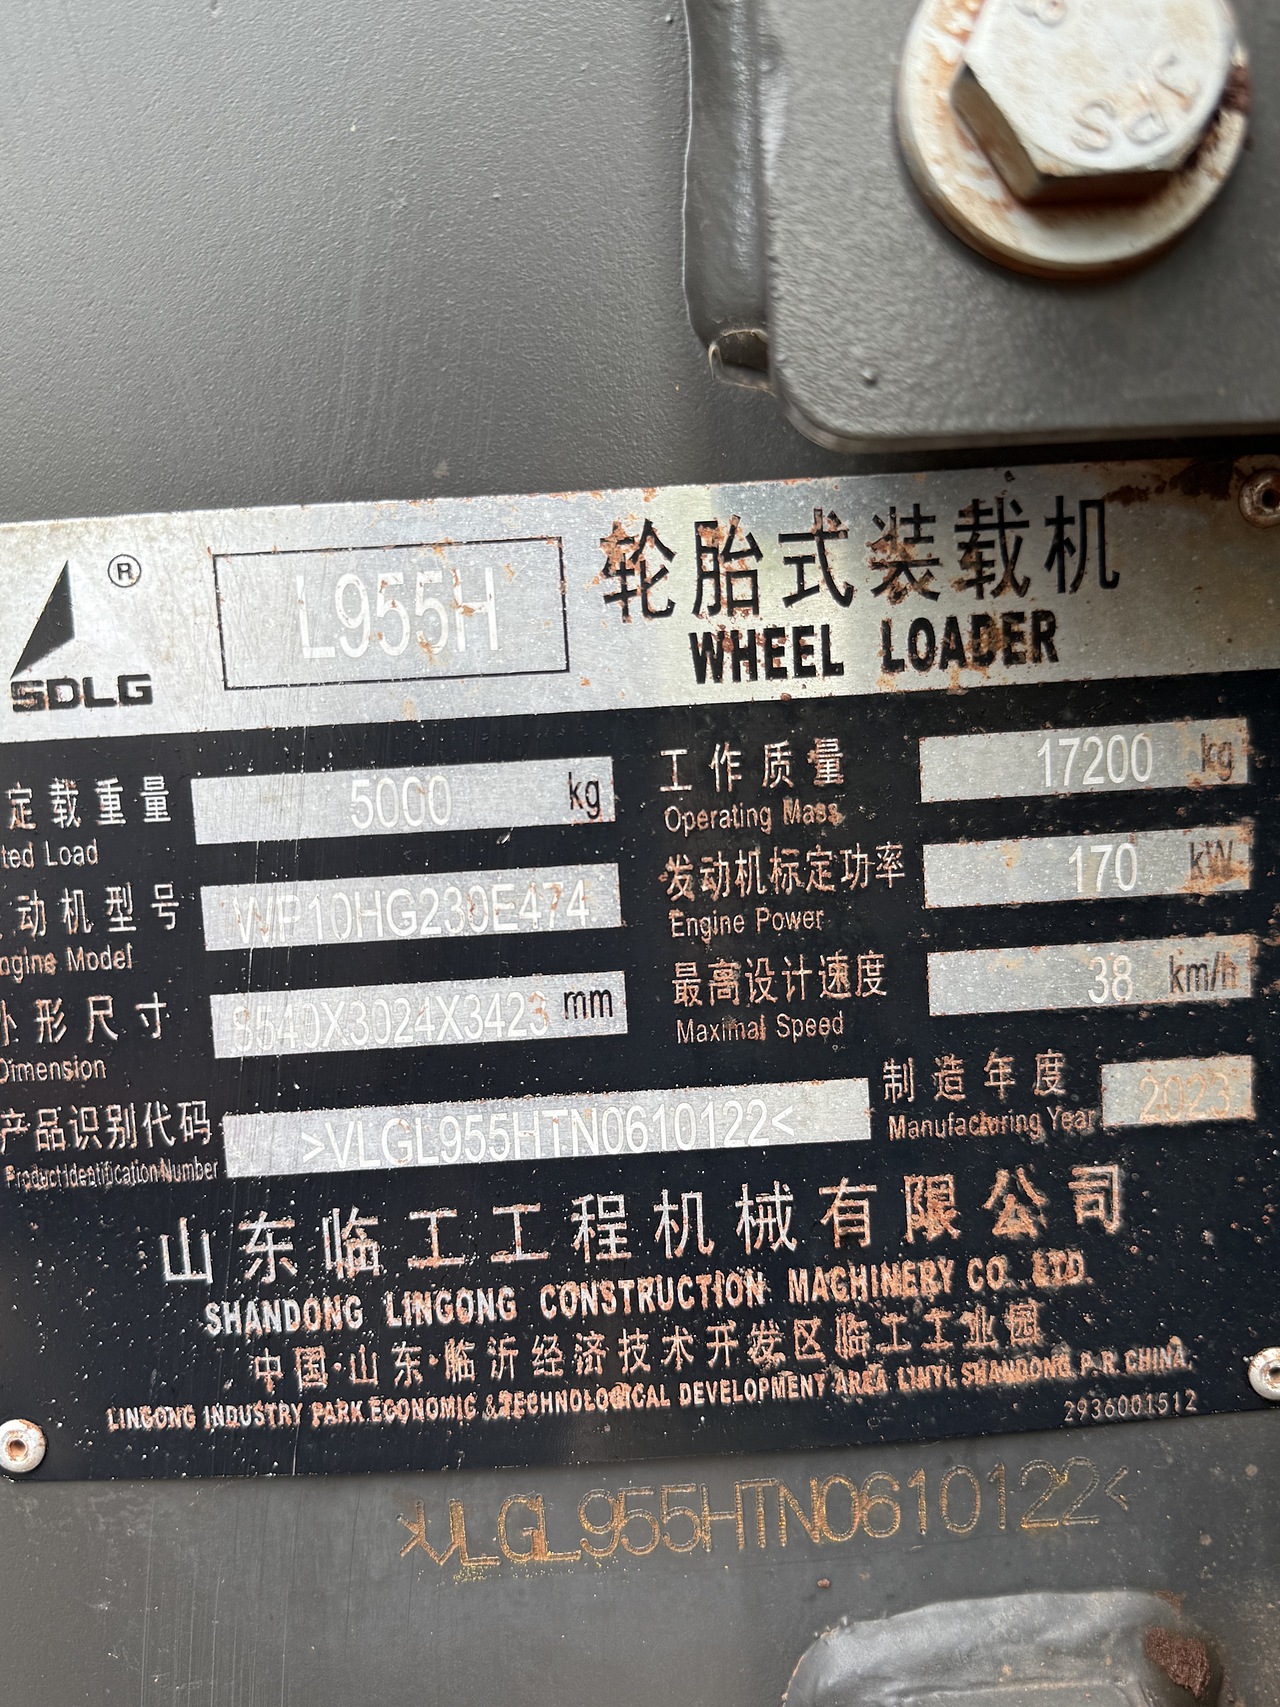 JPS 8
® L955H 轮胎式装载机
SDLG WHEEL LOADER
定载重量 5000 kg 工作质量 17200 kg
ted Load Operating Mass
动机型号 WP10HG230E474 发动机标定功率 170 kW
ngine Model Engine Power
外形尺寸 8540X3024X3423 mm 最高设计速度 38 km/h
Dimension Maximal Speed
产品识别代码 >VLGL955HTN0610122< 制造年度 2023
Product Identification Number Manufacturing Year
山东临工工程机械有限公司
SHANDONG LINGONG CONSTRUCTION MACHINERY CO., LTD.
中国·山东·临沂经济技术开发区临工工业园
LINGONG INDUSTRY PARK.ECONOMIC & TECHNOLOGICAL DEVELOPMENT AREA LINYI. SHANDONG. P.R.CHINA.
2936001512
>VLGL955HTN0610122<